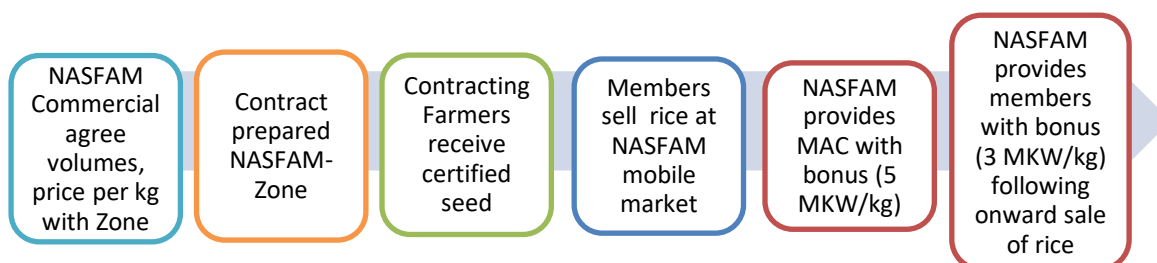 NASFAM
Commercial
agree
volumes,
price per kg
with Zone
Contract
prepared
NASFAM-
Zone
Contracting
Farmers
receive
certified
seed
Members
sell rice at
NASFAM
mobile
market
NASFAM
provides
MAC with
bonus (5
MKW/kg)
NASFAM
provides
members
with bonus
(3 MKW/kg)
following
onward sale
of rice